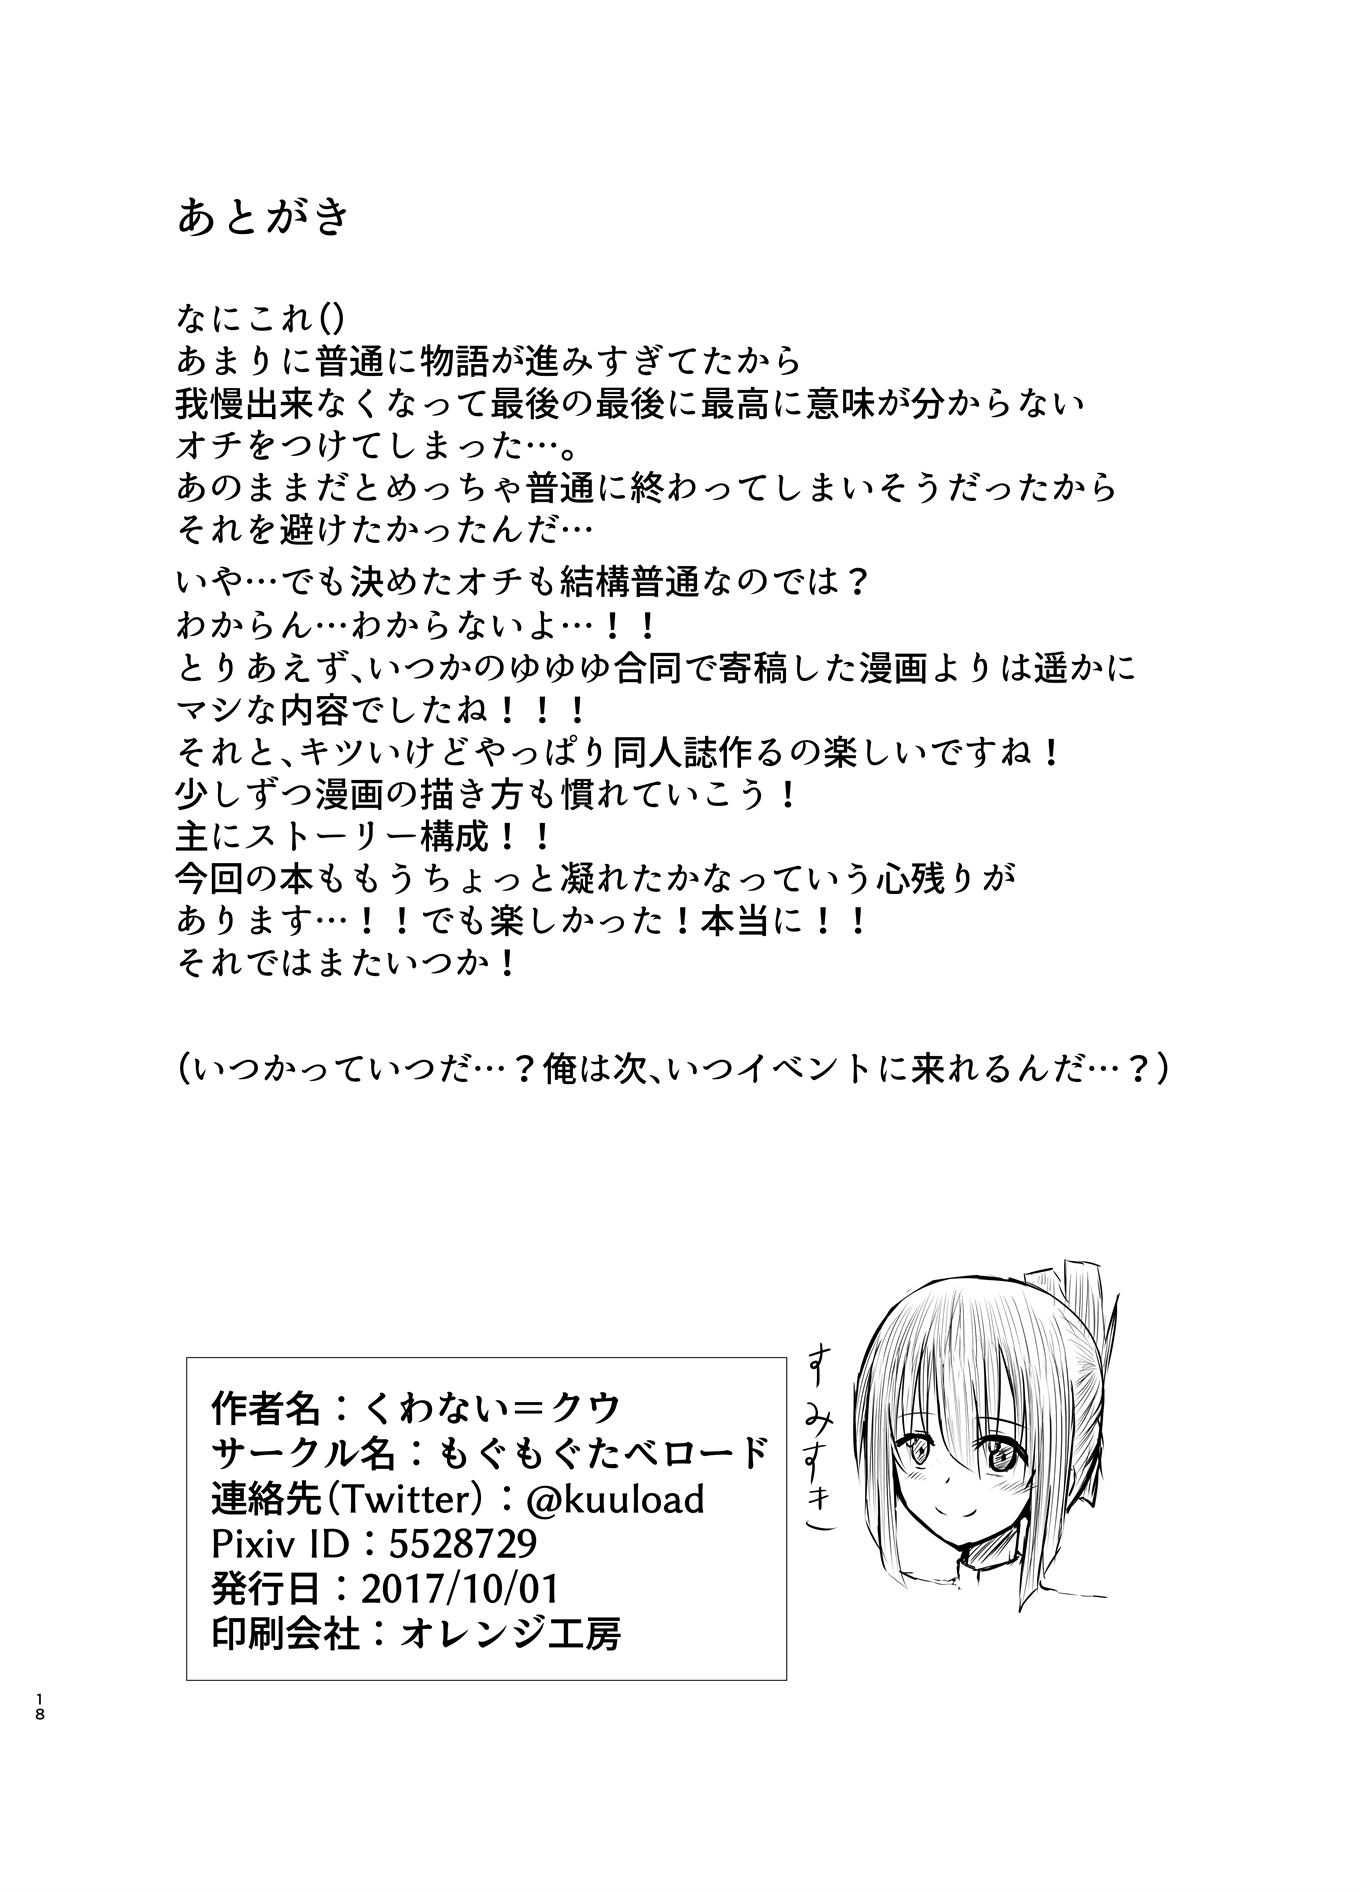 あとがき
なにこれ()
あまりに普通に物語が進みすぎてたから
我慢出来なくなって最後の最後に最高に意味が分からない
オチをつけてしまった…。
あのままだとめっちゃ普通に終わってしまいそうだったから
それを避けたかったんだ…
いや…でも決めたオチも結構普通なのでは？
わからん…わからないよ…！！
とりあえず、いつかのゆゆゆ合同で寄稿した漫画よりは遥かに
マシな内容でしたね！！！
それと、キツいけどやっぱり同人誌作るの楽しいですね！
少しずつ漫画の描き方も慣れていこう！
主にストーリー構成！！
今回の本ももうちょっと凝れたかなっていう心残りが
あります…！！でも楽しかった！本当に！！
それではまたいつか！
（いつかっていつだ…？俺は次、いつイベントに来れるんだ…？）
すみすき
作者名：くわない＝クウ
サークル名：もぐもぐたべロード
連絡先（Twitter）：@kuuload
Pixiv ID：5528729
発行日：2017/10/01
印刷会社：オレンジ工房
18